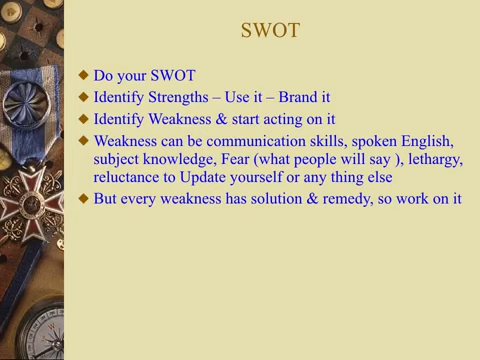 SWOT
Do your SWOT
Identify Strengths – Use it – Brand it
Identify Weakness & start acting on it
Weakness can be communication skills, spoken English,
subject knowledge, Fear (what people will say ), lethargy,
reluctance to Update yourself or any thing else
But every weakness has solution & remedy, so work on it